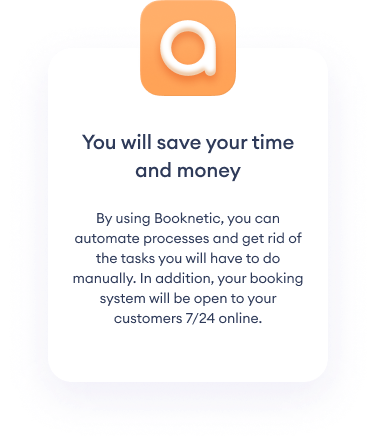 a
You will save your time
and money
By using Booknetic, you can
automate processes and get rid of
the tasks you will have to do
manually. In addition, your booking
system will be open to your
customers 7/24 online.